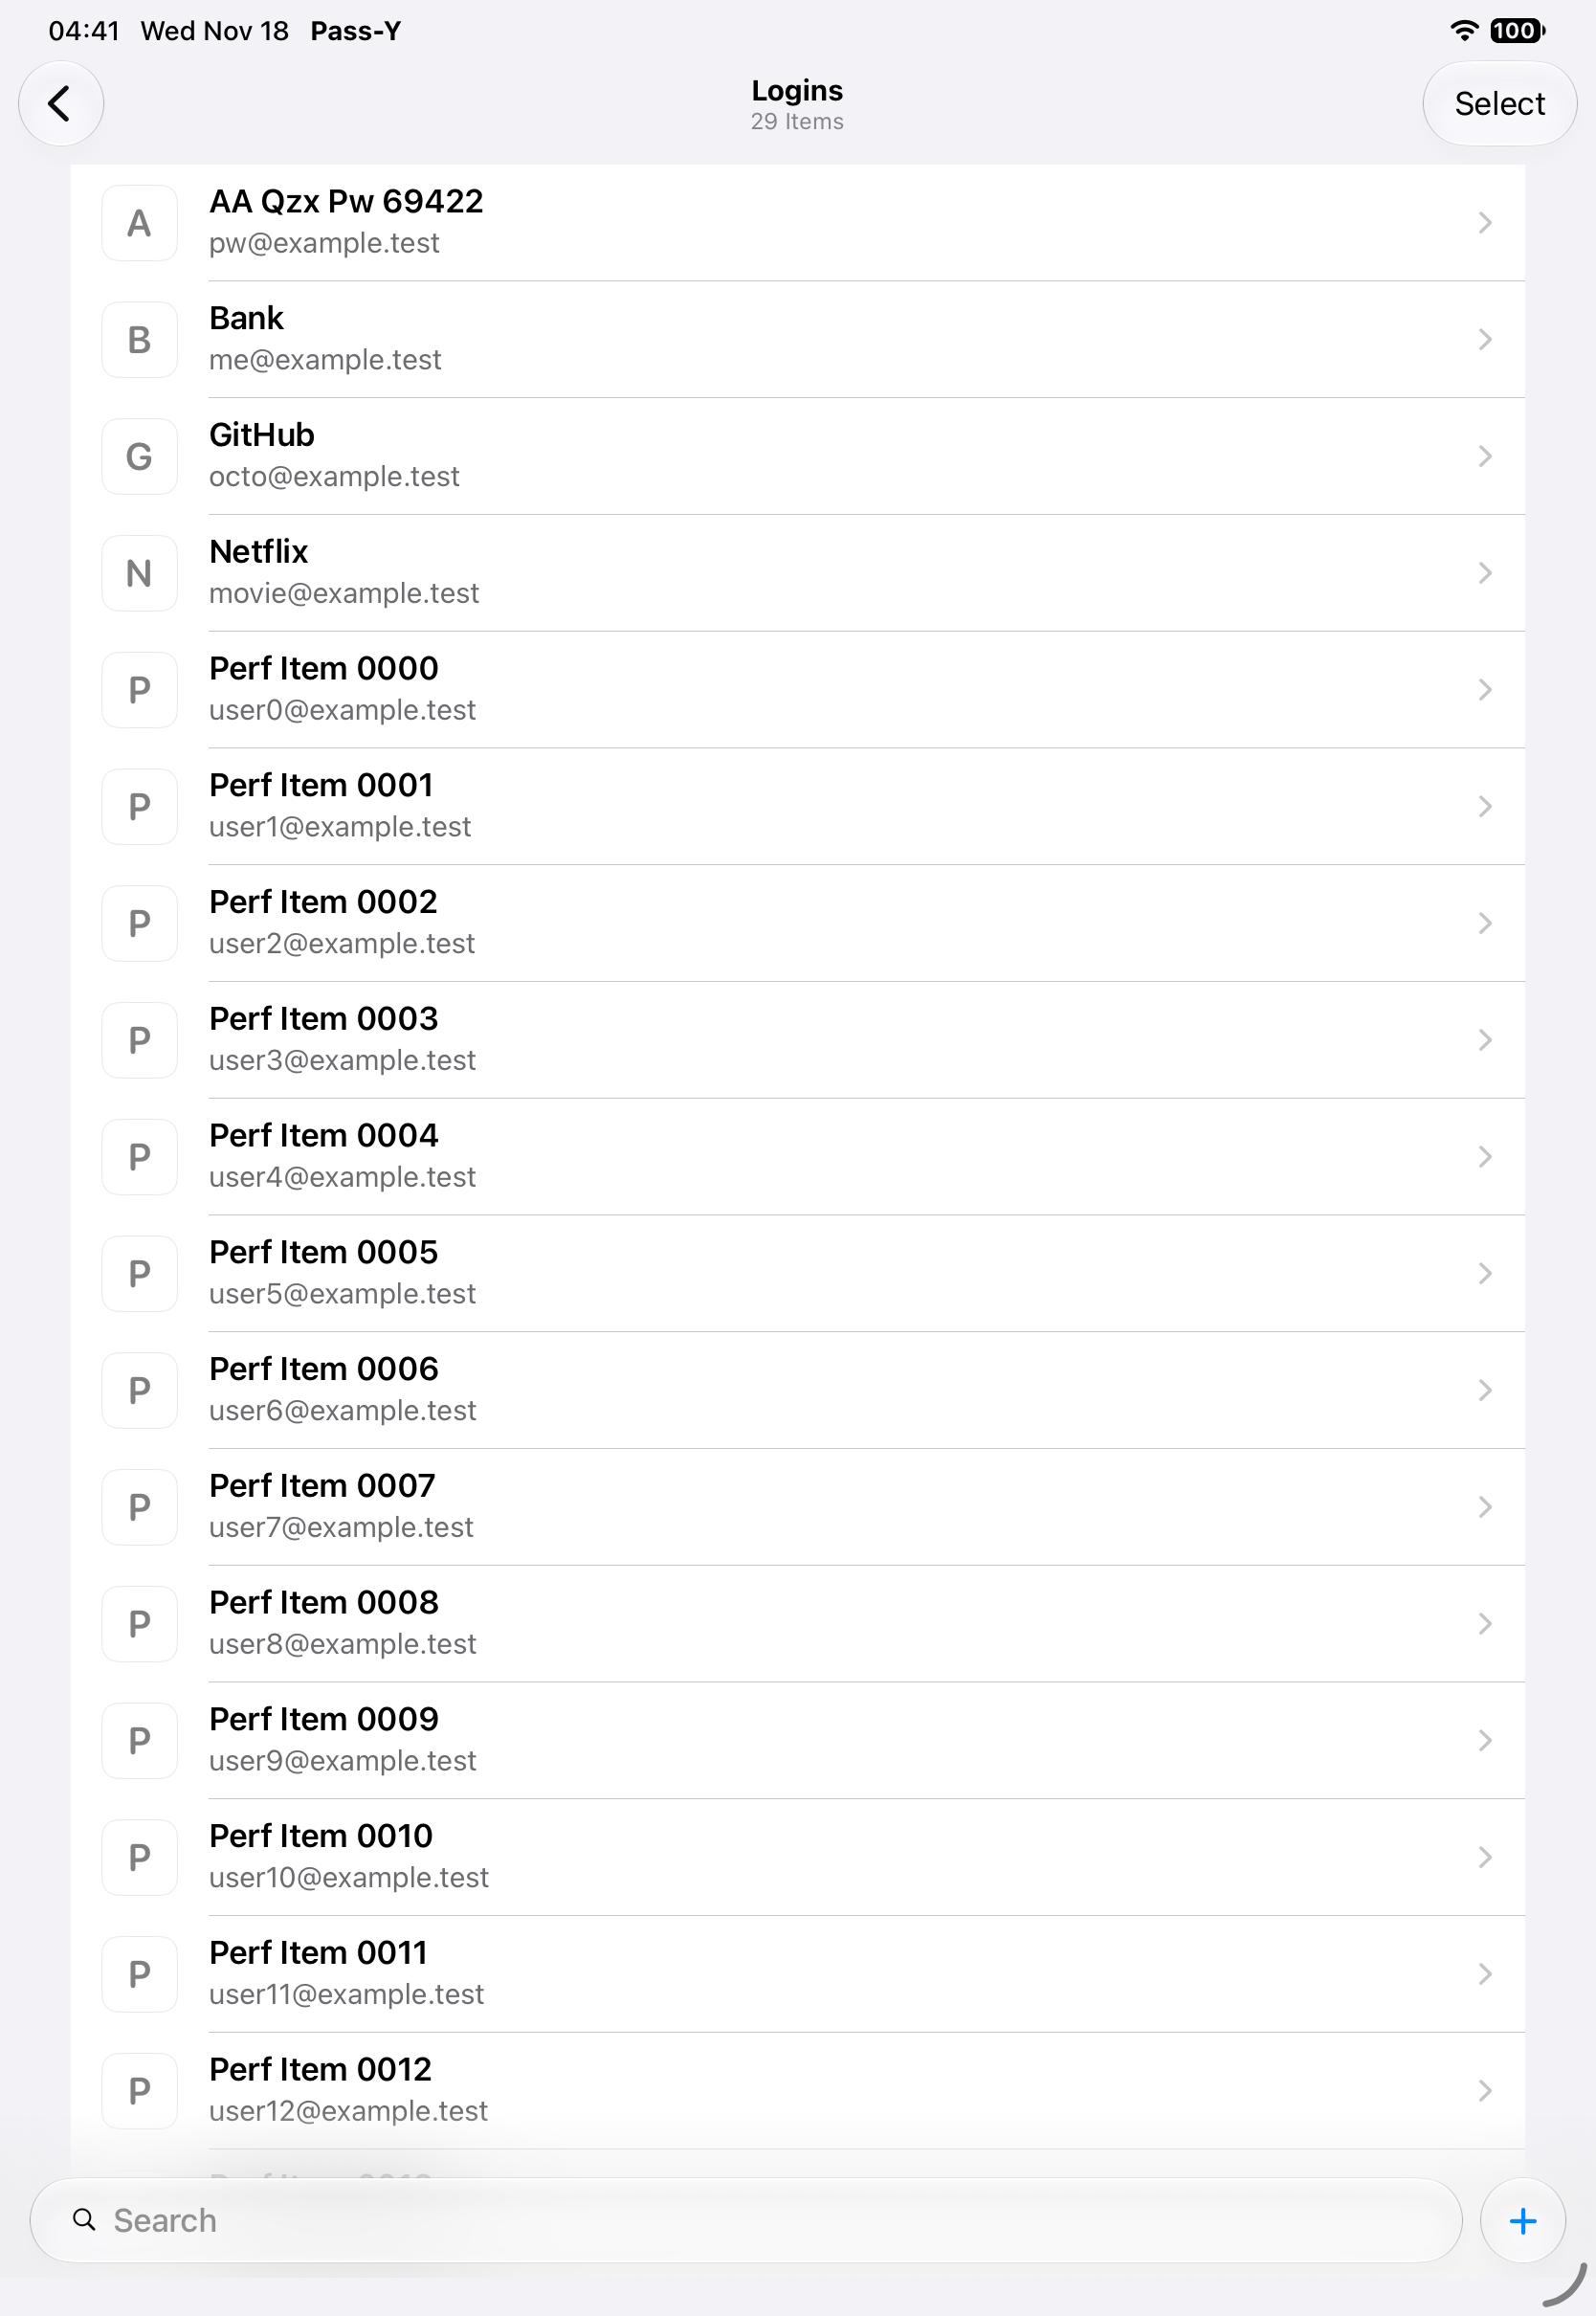 04:41 Wed Nov 18 Pass-Y
100
Logins
29 Items
Select
A
AA Qzx Pw 69422
pw@example.test
B
Bank
me@example.test
G
GitHub
octo@example.test
N
Netflix
movie@example.test
P
Perf Item 0000
user0@example.test
P
Perf Item 0001
user1@example.test
P
Perf Item 0002
user2@example.test
P
Perf Item 0003
user3@example.test
P
Perf Item 0004
user4@example.test
P
Perf Item 0005
user5@example.test
P
Perf Item 0006
user6@example.test
P
Perf Item 0007
user7@example.test
P
Perf Item 0008
user8@example.test
P
Perf Item 0009
user9@example.test
P
Perf Item 0010
user10@example.test
P
Perf Item 0011
user11@example.test
P
Perf Item 0012
user12@example.test
Search